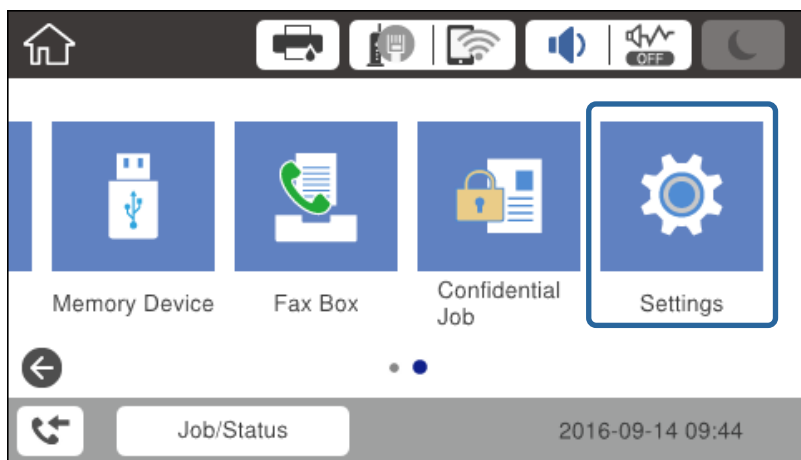 OFF
Memory Device
Fax Box
Confidential
Job
Settings
Job/Status
2016-09-14 09:44